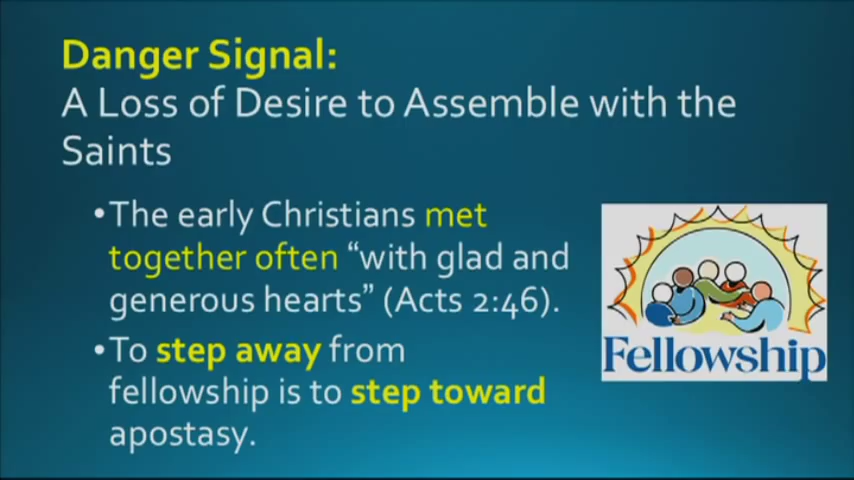 Danger Signal:
A Loss of Desire to Assemble with the
Saints
•The early Christians met
together often “with glad and
generous hearts” (Acts 2:46).
•To step away from
fellowship is to step toward
apostasy.
Fellowship